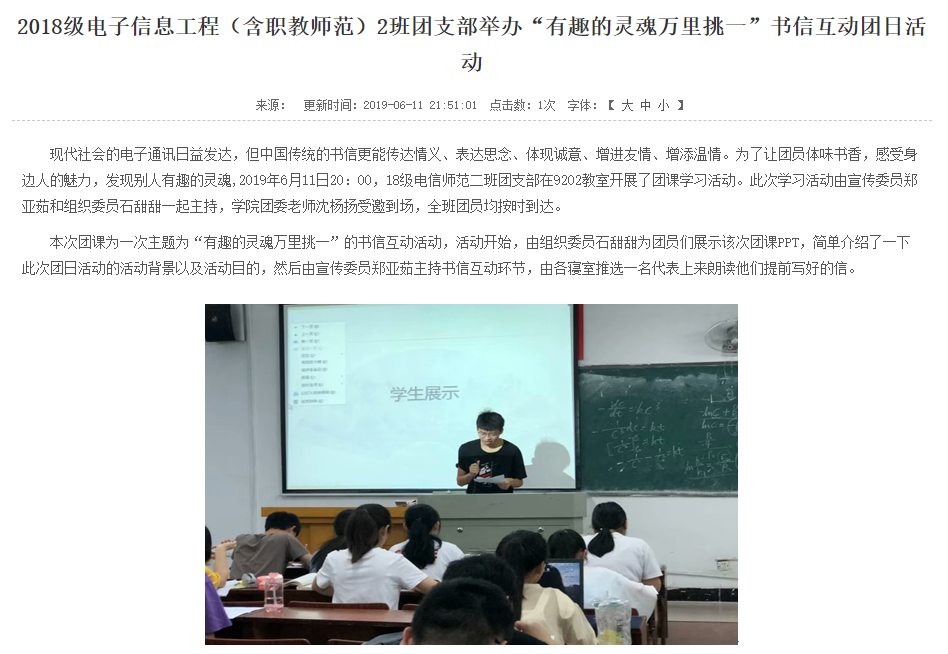 2018级电子信息工程（含职教师范）2班团支部举办“有趣的灵魂万里挑一”书信互动团日活
动
来源： 更新时间：2019-06-11 21:51:01 点击数：1次 字体：【 大 中 小 】
现代社会的电子通讯日益发达，但中国传统的书信更能传达情义、表达思念、体现诚意、增进友情、增添温情。为了让团员体味书香，感受身
边人的魅力，发现别人有趣的灵魂,2019年6月11日20：00，18级电信师范二班团支部在9202教室开展了团课学习活动。此次学习活动由宣传委员郑
亚茹和组织委员石甜甜一起主持，学院团委老师沈杨扬受邀到场，全班团员均按时到达。
本次团课为一次主题为“有趣的灵魂万里挑一”的书信互动活动，活动开始，由组织委员石甜甜为团员们展示该次团课PPT，简单介绍了一下
此次团日活动的活动背景以及活动目的，然后由宣传委员郑亚茹主持书信互动环节，由各寝室推选一名代表上来朗读他们提前写好的信。
学生展示